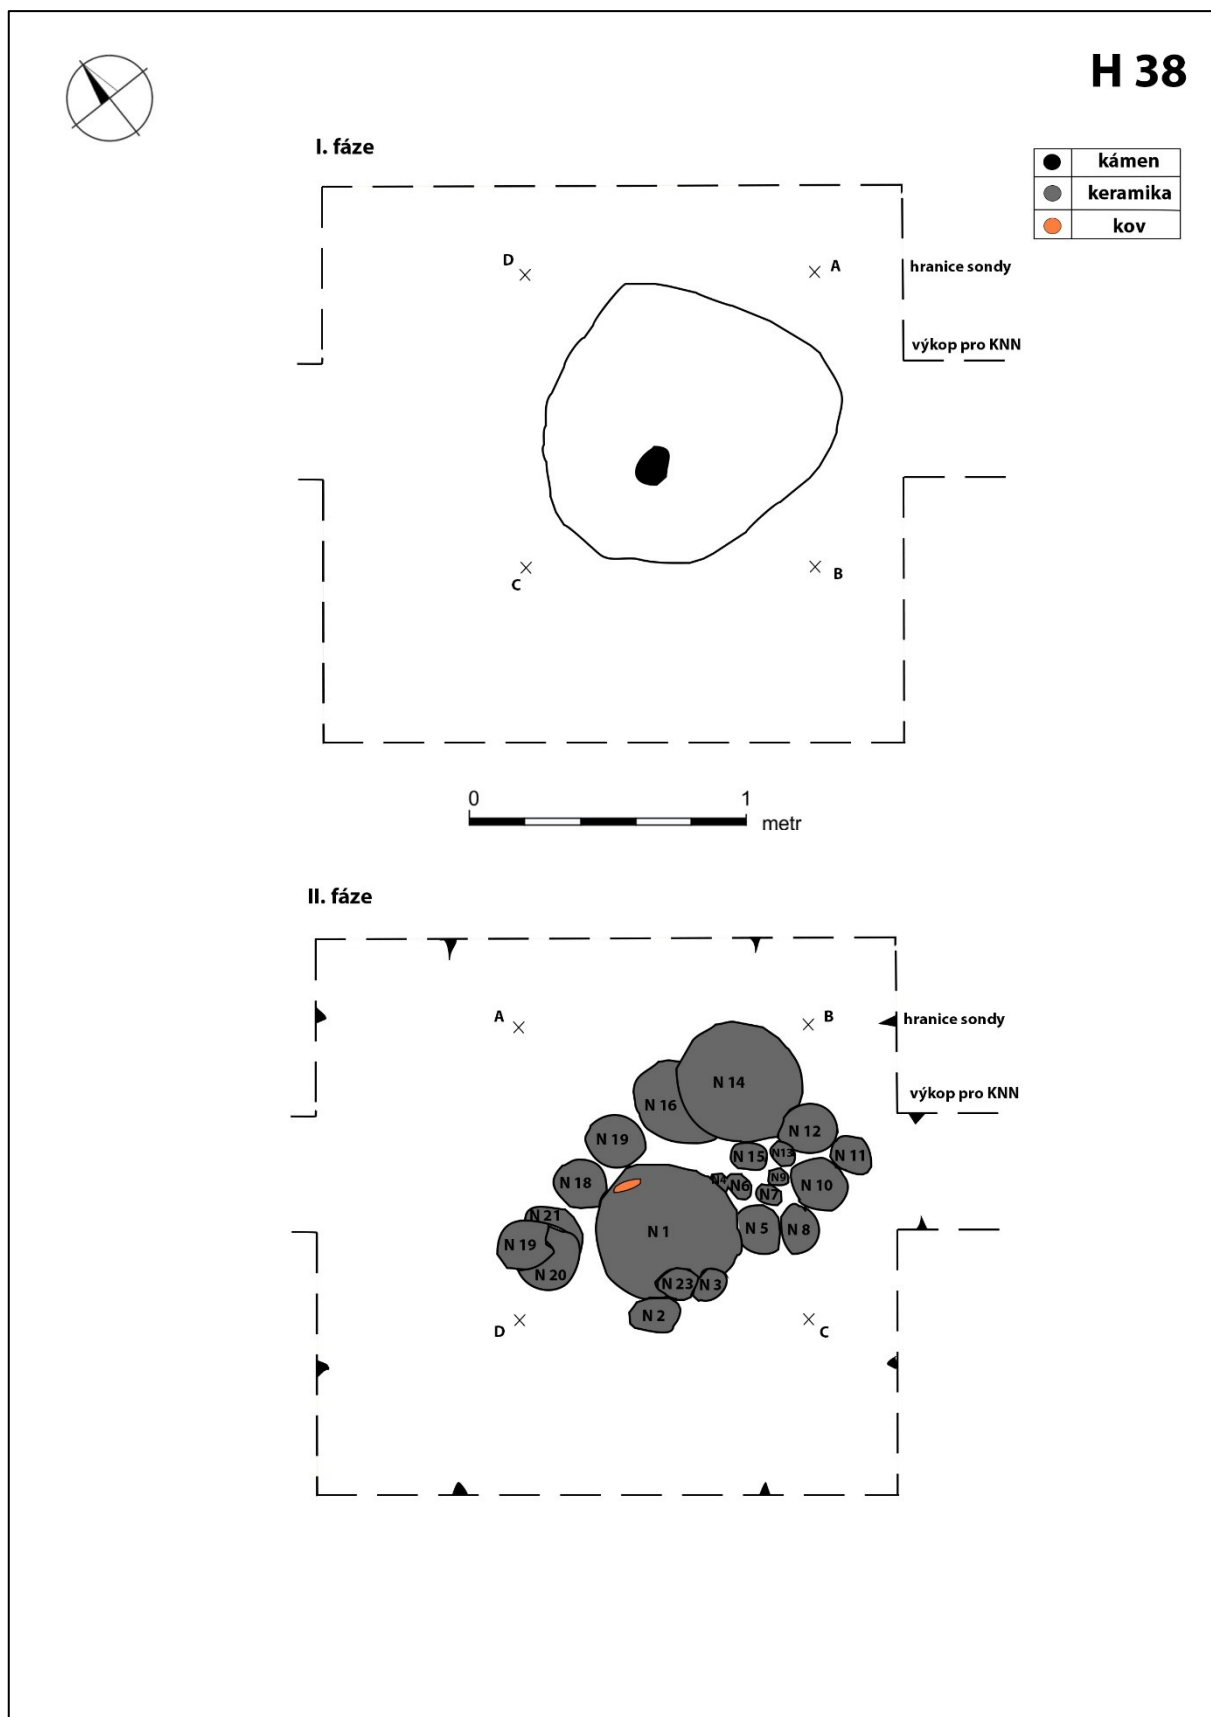 H 38
I. fáze
kámen
keramika
kov
D
A
hranice sondy
výkop pro KNN
C
B
0 1
metr
II. fáze
A
B
hranice sondy
N 14
výkop pro KNN
N 16
N 12
N 19
N 15
N13
N 11
N 18
N4
N6
N9
N7
N 10
N 21
N 1
N 5
N 8
N 19
N 20
N 23
N 3
N 2
D
C